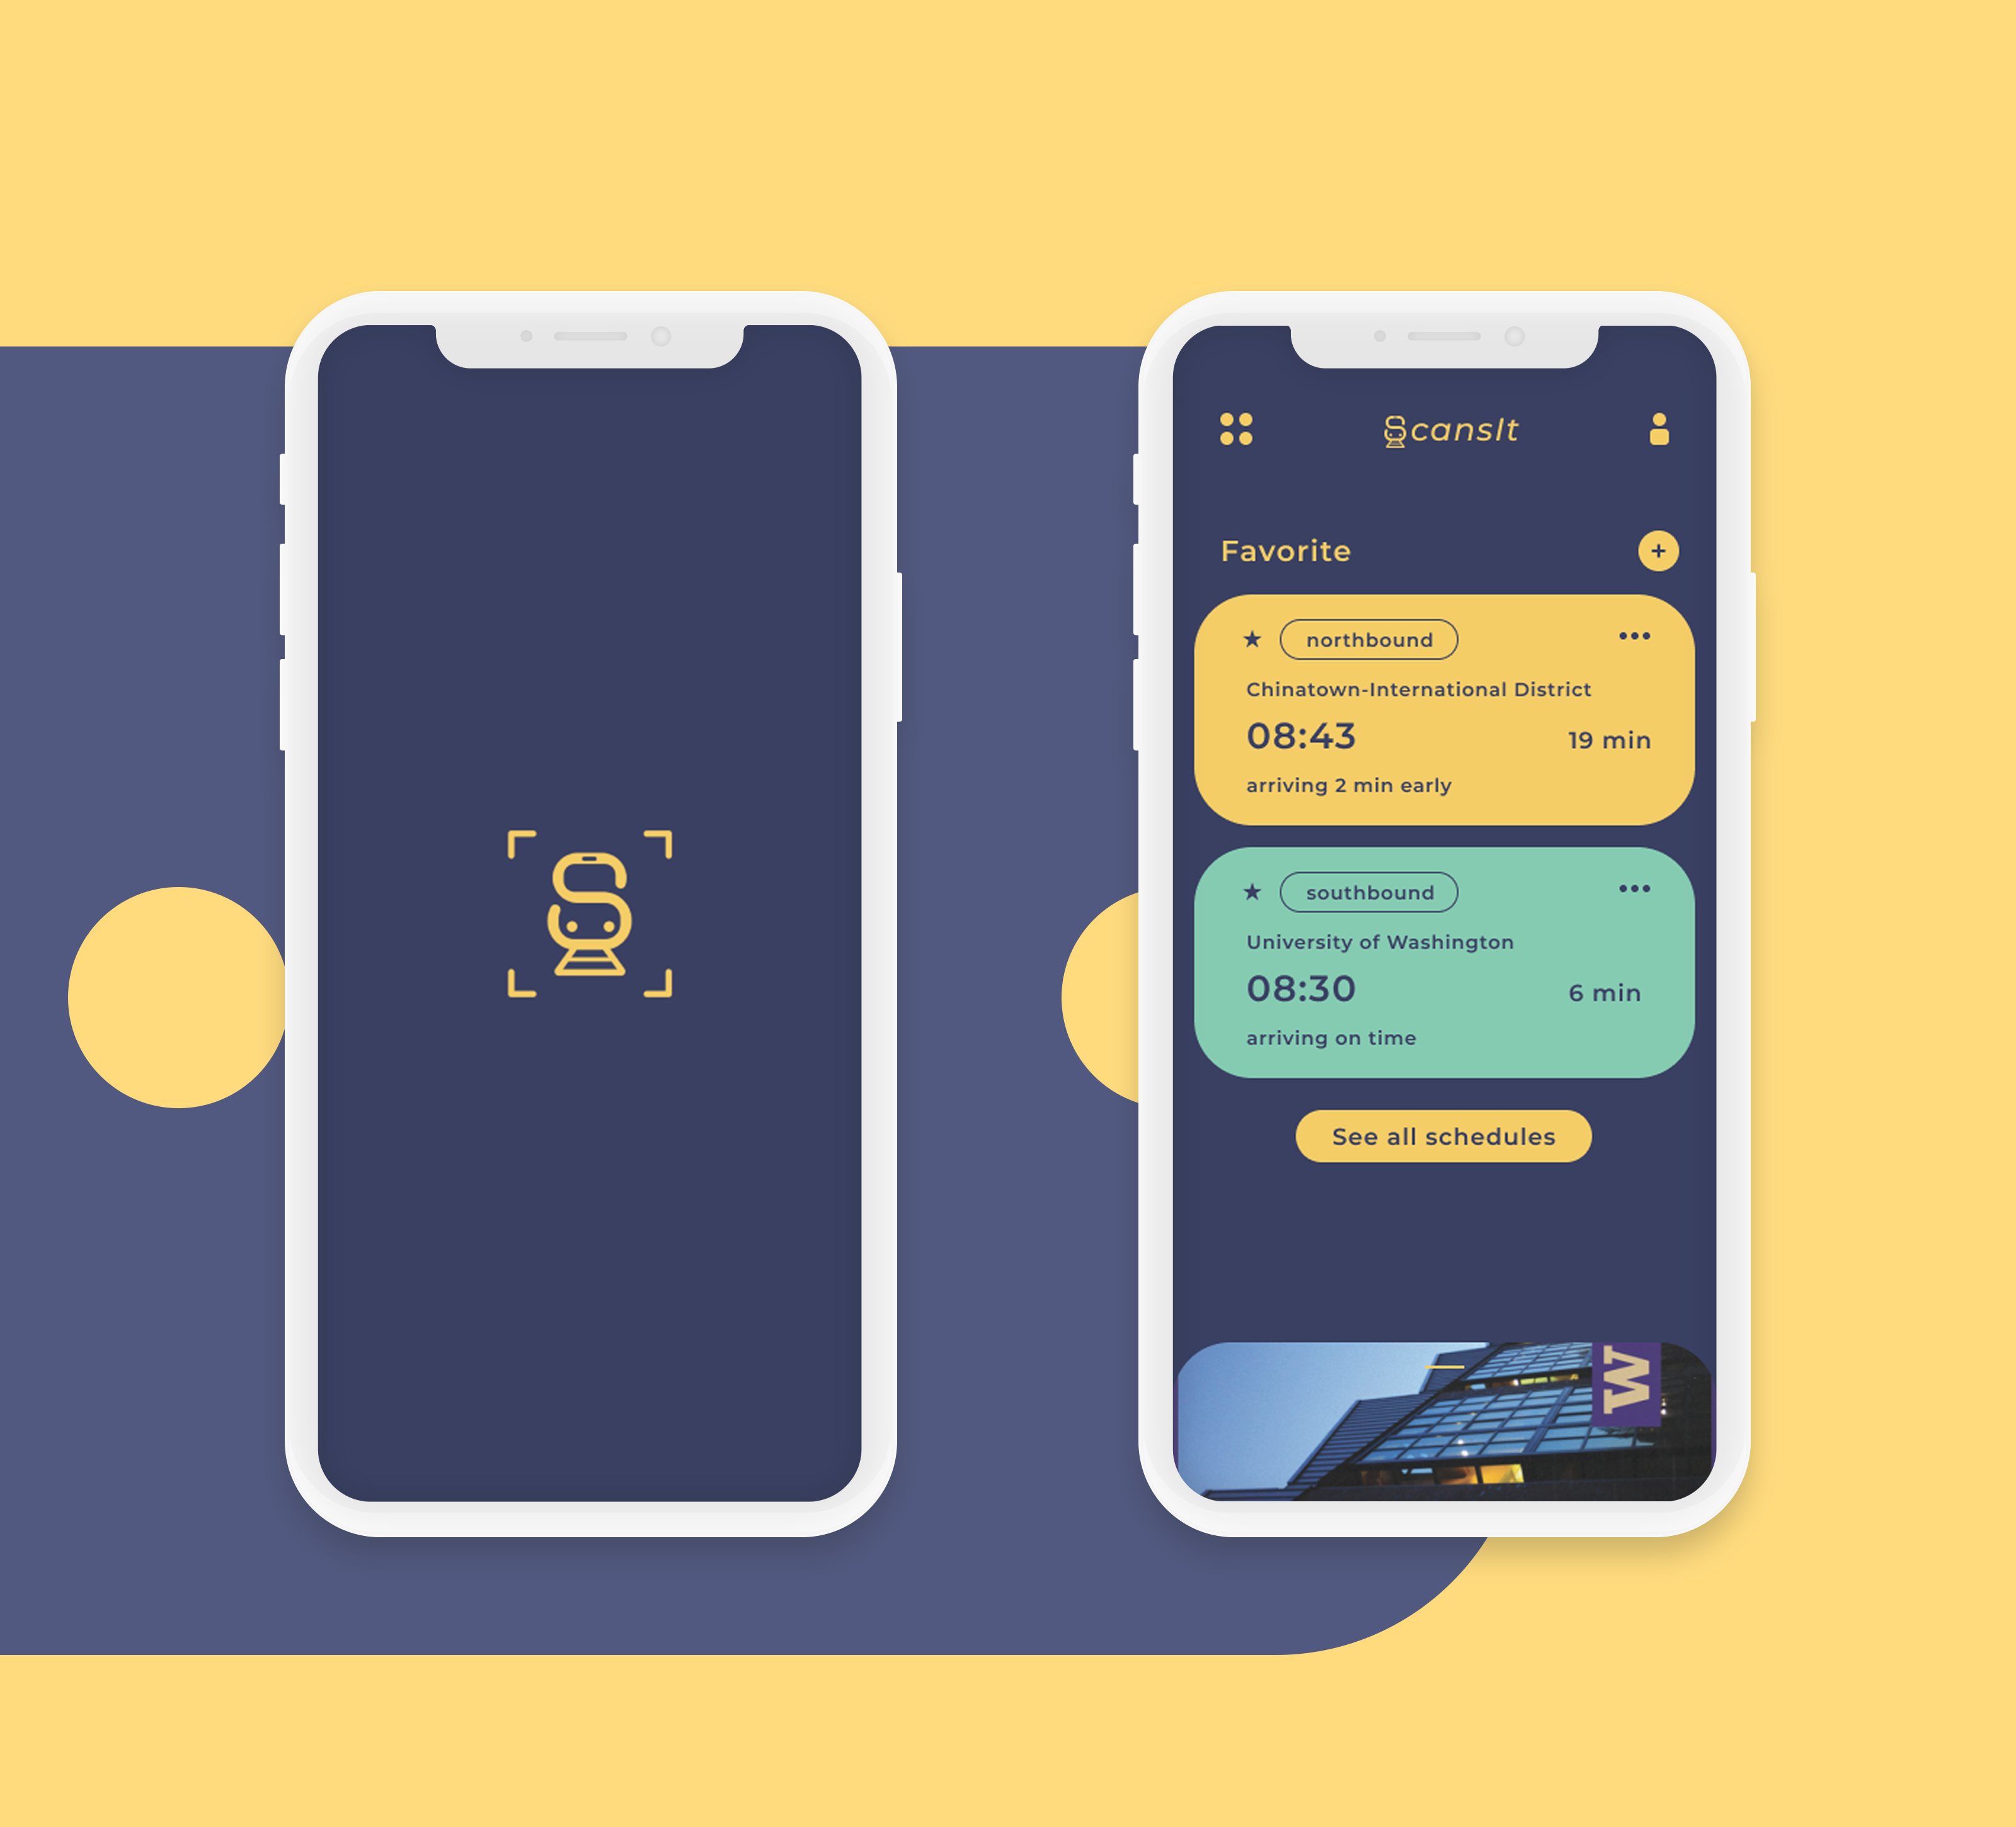 ScansIt
Favorite
+
northbound
Chinatown-International District
08:43
19 min
arriving 2 min early
southbound
University of Washington
08:30
6 min
arriving on time
See all schedules
W